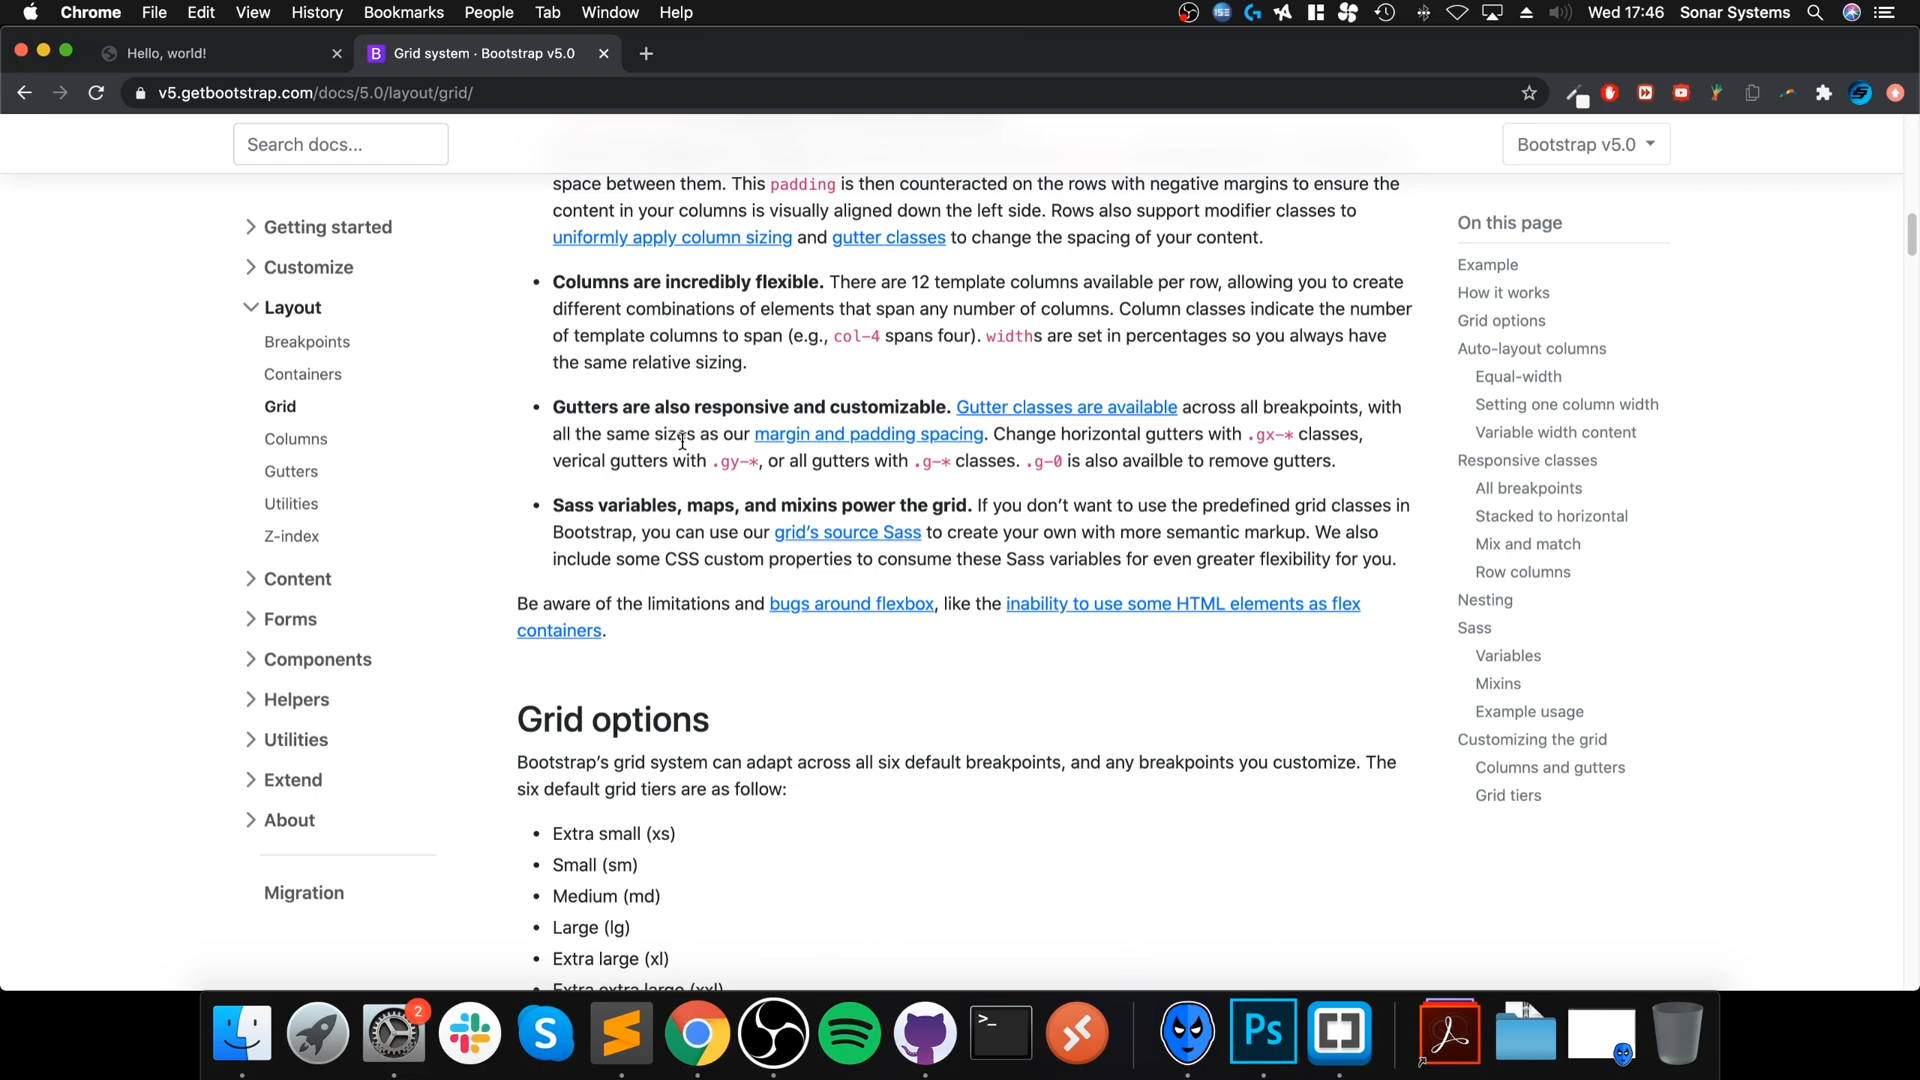 Chrome File Edit View History Bookmarks People Tab Window Help
Wed 17:46 Sonar Systems
Hello, world!
Grid system · Bootstrap v5.0
v5.getbootstrap.com/docs/5.0/layout/grid/
Search docs...
Bootstrap v5.0
Getting started
Customize
Layout
Breakpoints
Containers
Grid
Columns
Gutters
Utilities
Z-index
Content
Forms
Components
Helpers
Utilities
Extend
About
Migration
space between them. This padding is then counteracted on the rows with negative margins to ensure the
content in your columns is visually aligned down the left side. Rows also support modifier classes to
uniformly apply column sizing and gutter classes to change the spacing of your content.
• Columns are incredibly flexible. There are 12 template columns available per row, allowing you to create
different combinations of elements that span any number of columns. Column classes indicate the number
of template columns to span (e.g., col-4 spans four). widths are set in percentages so you always have
the same relative sizing.
• Gutters are also responsive and customizable. Gutter classes are available across all breakpoints, with
all the same sizes as our margin and padding spacing. Change horizontal gutters with .gx-* classes,
verical gutters with .gy-*, or all gutters with .g-* classes. .g-0 is also availble to remove gutters.
• Sass variables, maps, and mixins power the grid. If you don't want to use the predefined grid classes in
Bootstrap, you can use our grid's source Sass to create your own with more semantic markup. We also
include some CSS custom properties to consume these Sass variables for even greater flexibility for you.
Be aware of the limitations and bugs around flexbox, like the inability to use some HTML elements as flex
containers.
Grid options
Bootstrap's grid system can adapt across all six default breakpoints, and any breakpoints you customize. The
six default grid tiers are as follow:
• Extra small (xs)
• Small (sm)
• Medium (md)
• Large (lg)
• Extra large (xl)
• Extra extra large (xxl)
On this page
Example
How it works
Grid options
Auto-layout columns
Equal-width
Setting one column width
Variable width content
Responsive classes
All breakpoints
Stacked to horizontal
Mix and match
Row columns
Nesting
Sass
Variables
Mixins
Example usage
Customizing the grid
Columns and gutters
Grid tiers
2
S
>_
Ps